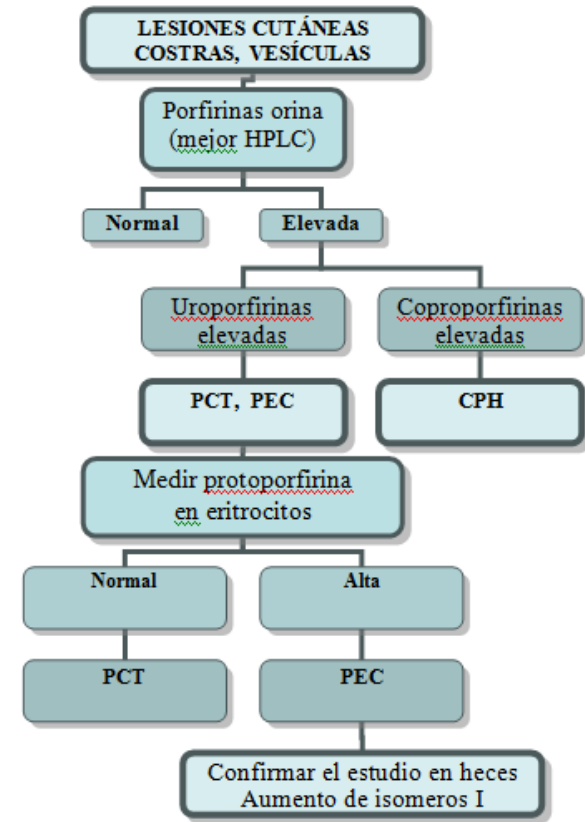 LESIONES CUTÁNEAS
COSTRAS, VESÍCULAS
Porfirinas orina
(mejor HPLC)
Normal
Elevada
Uroporfirinas
elevadas
Coproporfirinas
elevadas
PCT, PEC
CPH
Medir protoporfirina
en eritrocitos
Normal
Alta
PCT
PEC
Confirmar el estudio en heces
Aumento de isomeros I